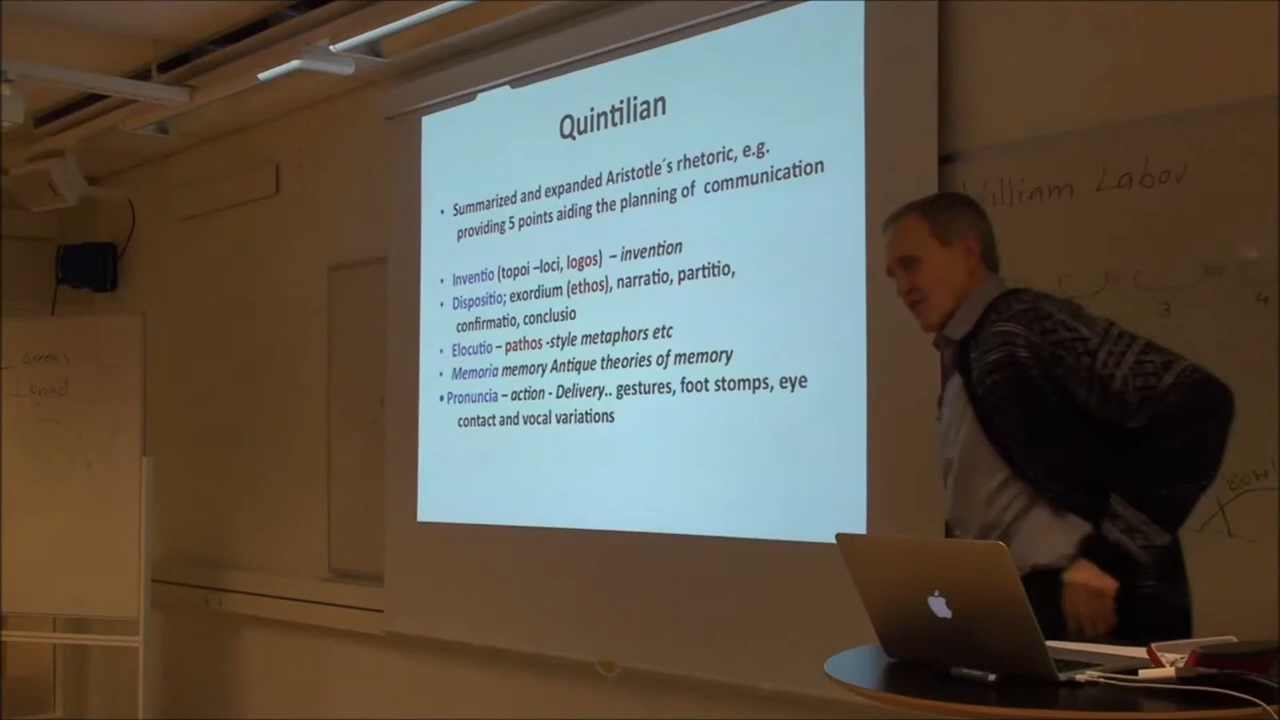 Quintilian
• Summarized and expanded Aristotle´s rhetoric, e.g.
providing 5 points aiding the planning of communication
• Inventio (topoi –loci, logos) – invention
• Dispositio; exordium (ethos), narratio, partitio,
confirmatio, conclusio
• Elocutio – pathos -style metaphors etc
• Memoria memory Antique theories of memory
• Pronuncia – action - Delivery.. gestures, foot stomps, eye
contact and vocal variations
William Labov
3
4